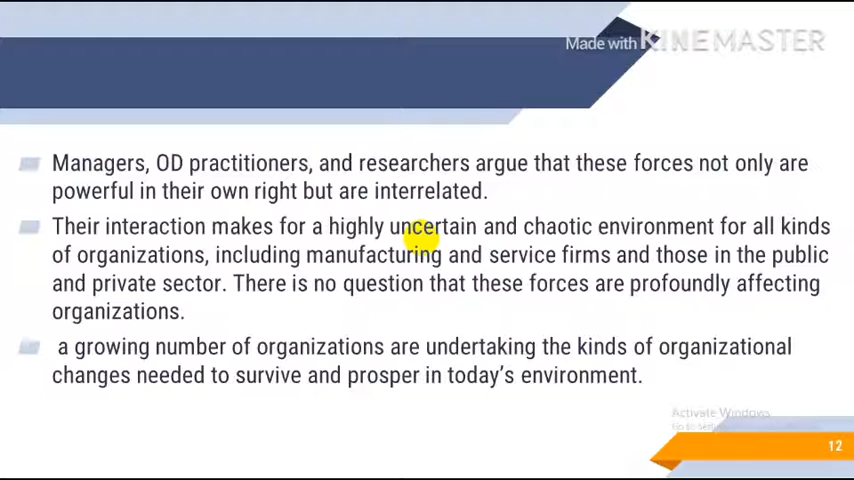 Made with KINEMASTER
Managers, OD practitioners, and researchers argue that these forces not only are
powerful in their own right but are interrelated.
Their interaction makes for a highly uncertain and chaotic environment for all kinds
of organizations, including manufacturing and service firms and those in the public
and private sector. There is no question that these forces are profoundly affecting
organizations.
a growing number of organizations are undertaking the kinds of organizational
changes needed to survive and prosper in today’s environment.
Activate Windows
Go to
12